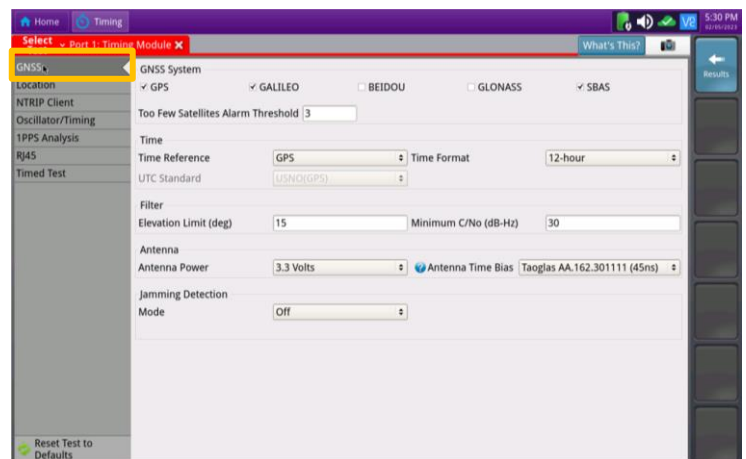 Home Timing 5:30 PM
02/05/2023
Select Port 1: Timing Module X What's This?
GNSS
Location
NTRIP Client
Oscillator/Timing
1PPS Analysis
RJ45
Timed Test
Reset Test to
Defaults
GNSS System
GPS GALILEO BEIDOU GLONASS SBAS
Too Few Satellites Alarm Threshold 3
Time
Time Reference GPS Time Format 12-hour
UTC Standard USNO(GPS)
Filter
Elevation Limit (deg) 15 Minimum C/No (dB-Hz) 30
Antenna
Antenna Power 3.3 Volts Antenna Time Bias Taoglas AA.162.301111 (45ns)
Jamming Detection
Mode Off
Results